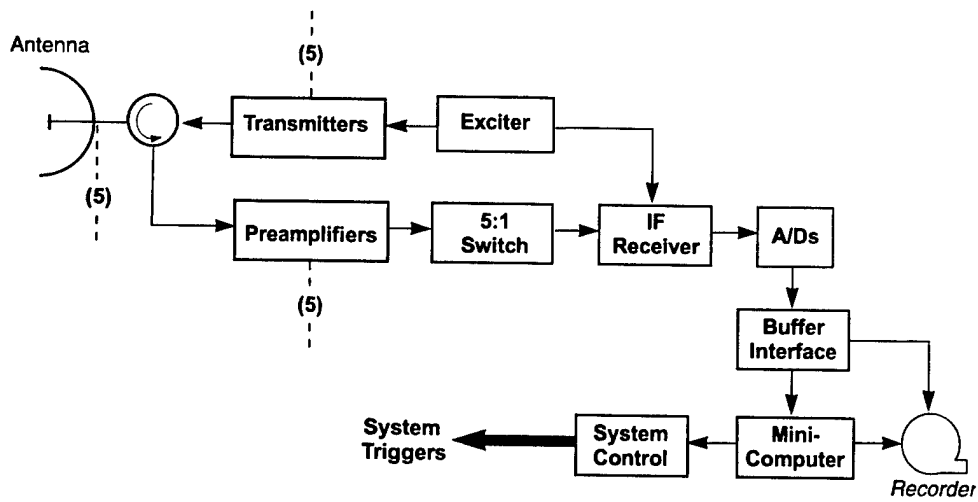 Antenna
(5)
Transmitters
Exciter
(5)
Preamplifiers
5:1
Switch
IF
Receiver
A/Ds
(5)
Buffer
Interface
System
Triggers
System
Control
Mini-
Computer
Recorder